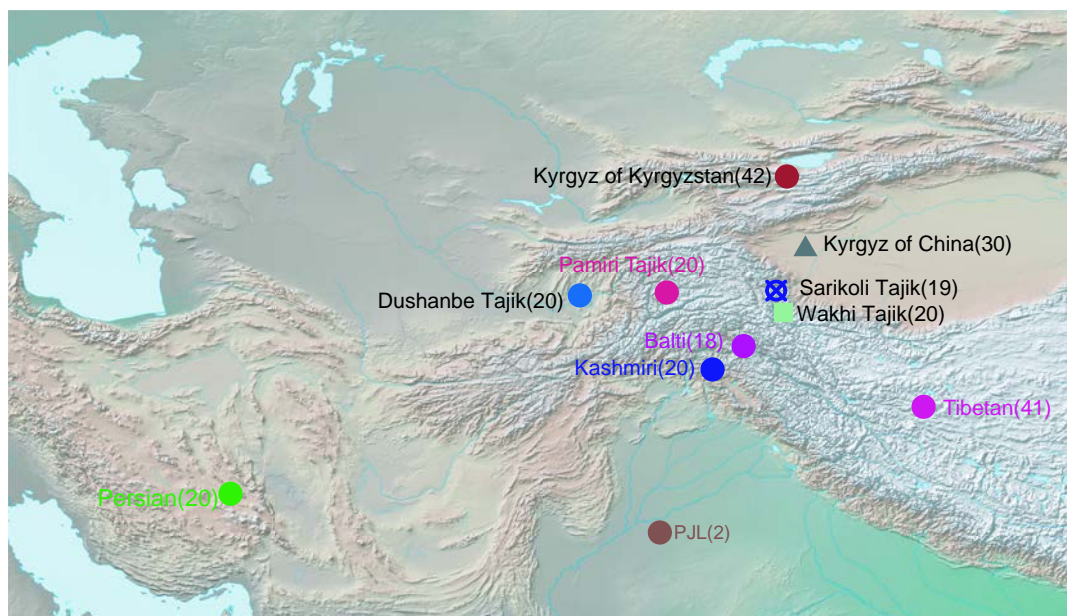 Kyrgyz of Kyrgyzstan(42)
Kyrgyz of China(30)
Pamiri Tajik(20)
Sarikoli Tajik(19)
Dushanbe Tajik(20)
Wakhi Tajik(20)
Balti(18)
Kashmiri(20)
Tibetan(41)
Persian(20)
PJL(2)